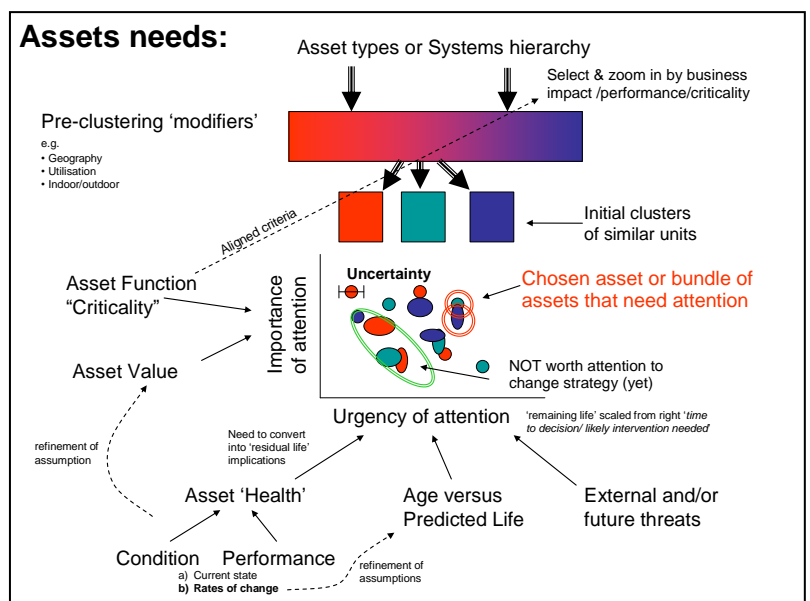 Assets needs:
Asset types or Systems hierarchy
Select & zoom in by business
impact /performance/criticality
Pre-clustering ‘modifiers’
e.g.
• Geography
• Utilisation
• Indoor/outdoor
Initial clusters
of similar units
Aligned criteria
Asset Function
“Criticality”
Importance
of attention
Uncertainty
Chosen asset or bundle of
assets that need attention
Asset Value
NOT worth attention to
change strategy (yet)
Urgency of attention
‘remaining life’ scaled from right ‘time
to decision/ likely intervention needed’
refinement of
assumption
Need to convert
into ‘residual life’
implications
Asset ‘Health’
Age versus
Predicted Life
External and/or
future threats
Condition
Performance
a) Current state
b) Rates of change
refinement of
assumptions